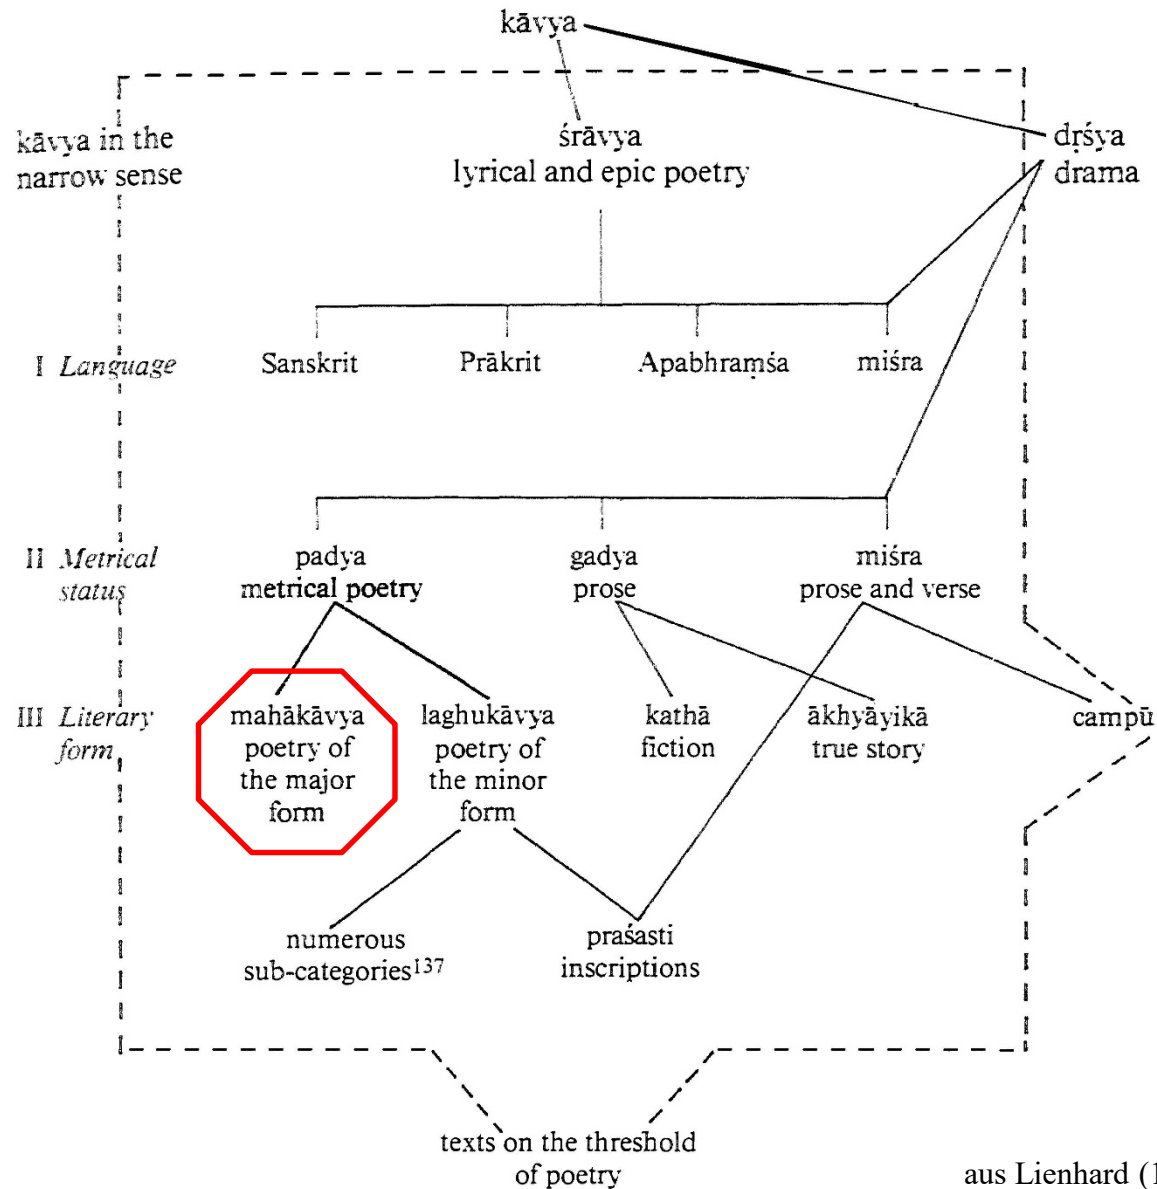 kāvya
kāvya in the
narrow sense
śrāvya
lyrical and epic poetry
dṛśya
drama
I Language
Sanskrit
Prākrit
Apabhraṃśa
miśra
II Metrical
status
padya
metrical poetry
gadya
prose
miśra
prose and verse
III Literary
form
mahākāvya
poetry of
the major
form
laghukāvya
poetry of
the minor
form
kathā
fiction
ākhyāyikā
true story
campū
numerous
sub-categories137
praśasti
inscriptions
texts on the threshold
of poetry
aus Lienhard (1